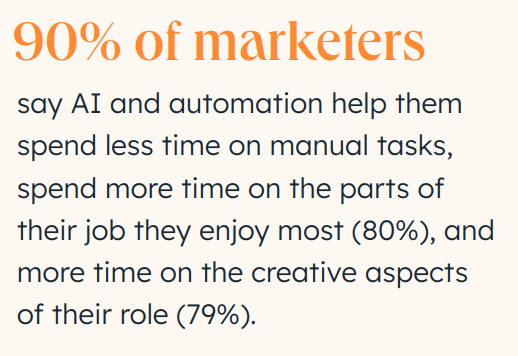 90% of marketers
say AI and automation help them
spend less time on manual tasks,
spend more time on the parts of
their job they enjoy most (80%), and
more time on the creative aspects
of their role (79%).